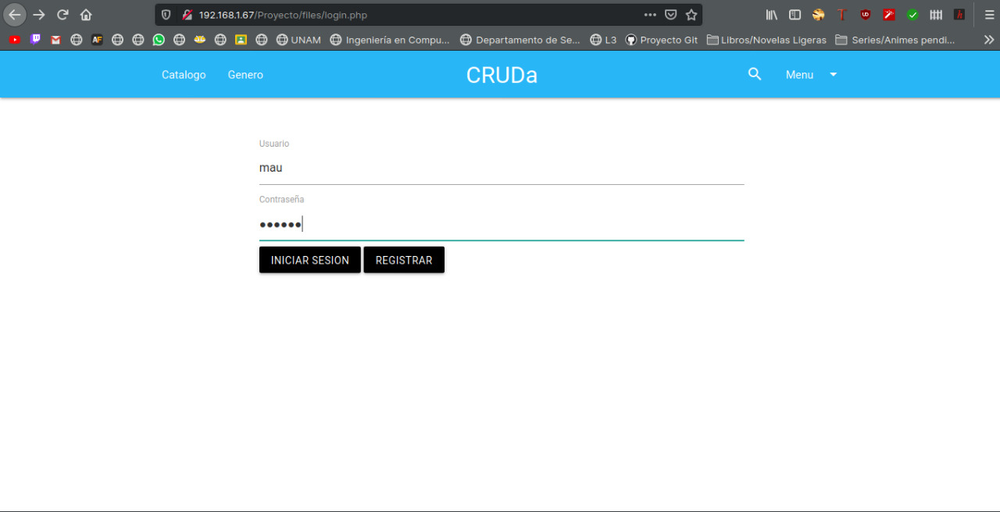 192.168.1.67/Proyecto/files/login.php
AF UNAM Ingeniería en Compu... Departamento de Se... L3 Proyecto Git Libros/Novelas Ligeras Series/Animes pendi...
Catalogo Genero CRUDa Menu
Usuario
mau
Contraseña
••••••
INICIAR SESION REGISTRAR